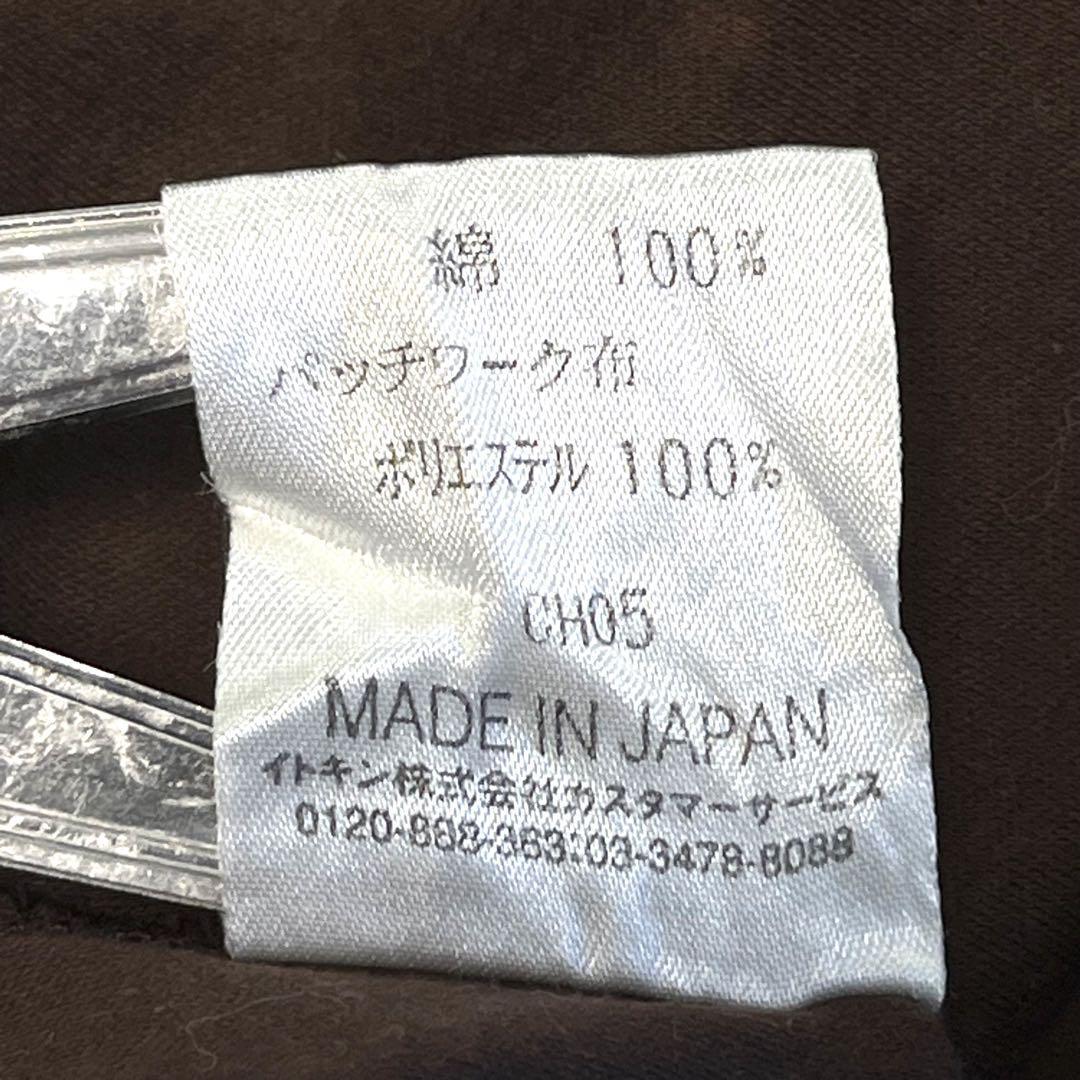 綿 100%
パッチワーク布
ポリエステル 100%
CH05
MADE IN JAPAN
イトキン株式会社カスタマーサービス
0120-888-363:03-3478-8088